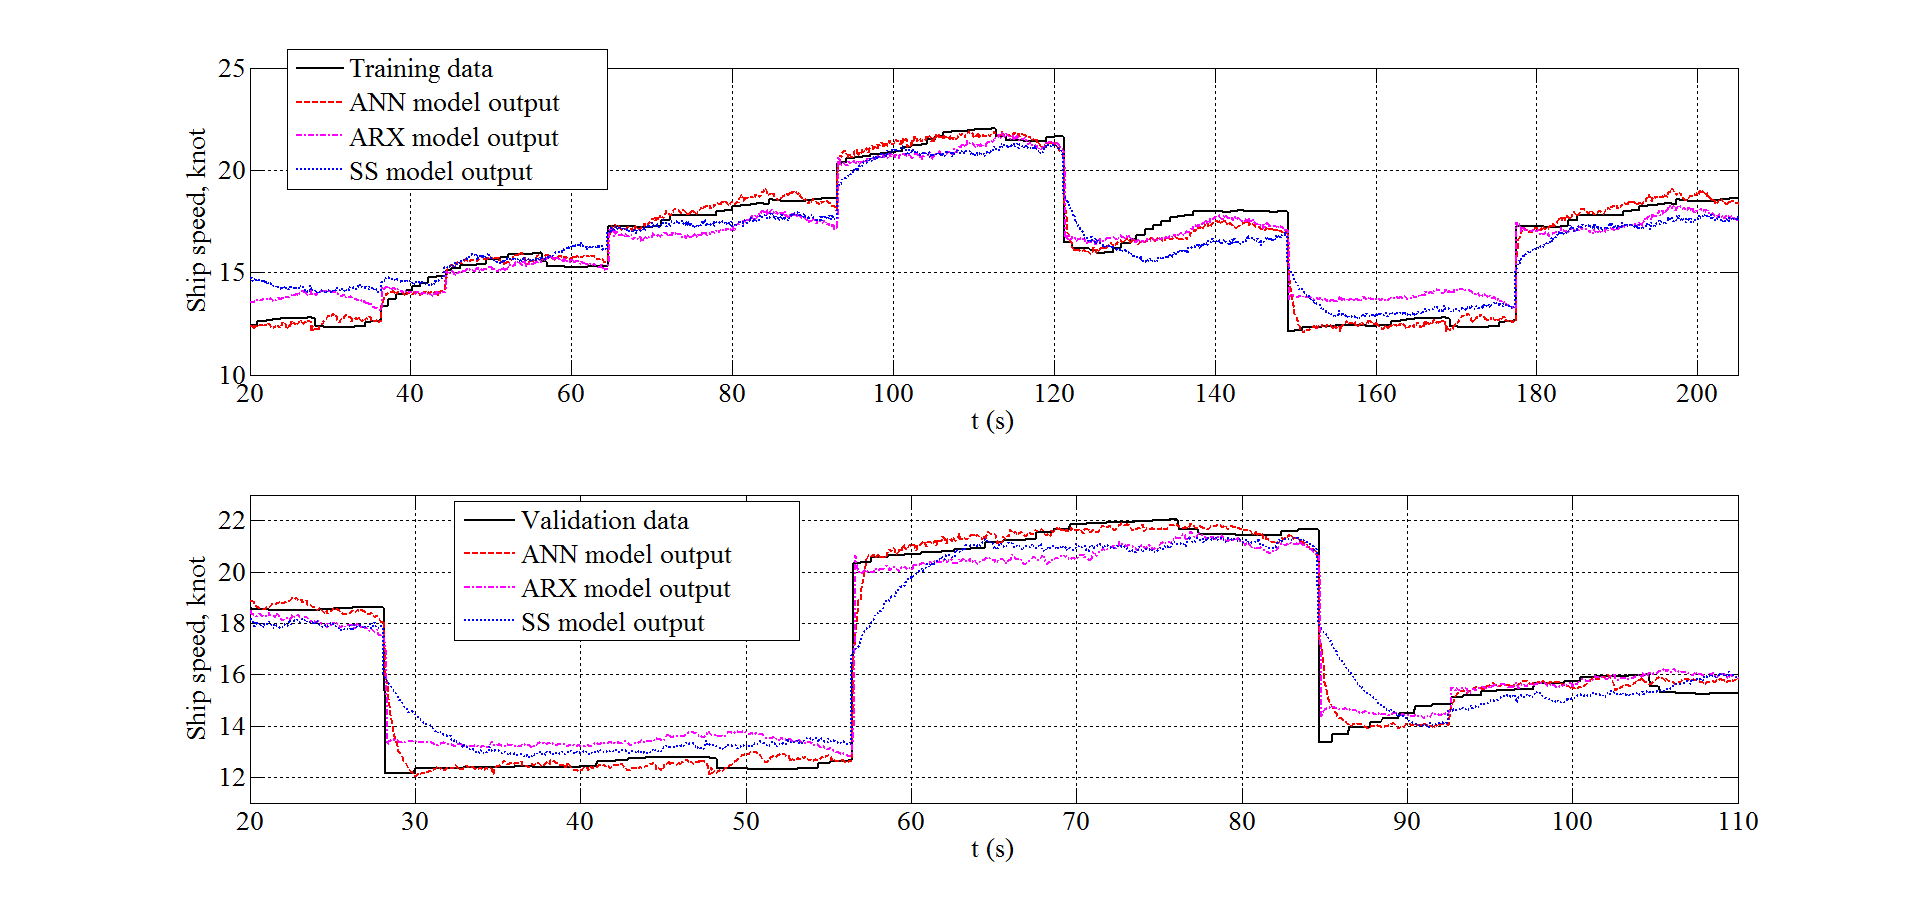 25
20
15
10
Ship speed, knot
Training data
ANN model output
ARX model output
SS model output
20 40 60 80 100 120 140 160 180 200
t (s)
22
20
18
16
14
12
Ship speed, knot
Validation data
ANN model output
ARX model output
SS model output
20 30 40 50 60 70 80 90 100 110
t (s)